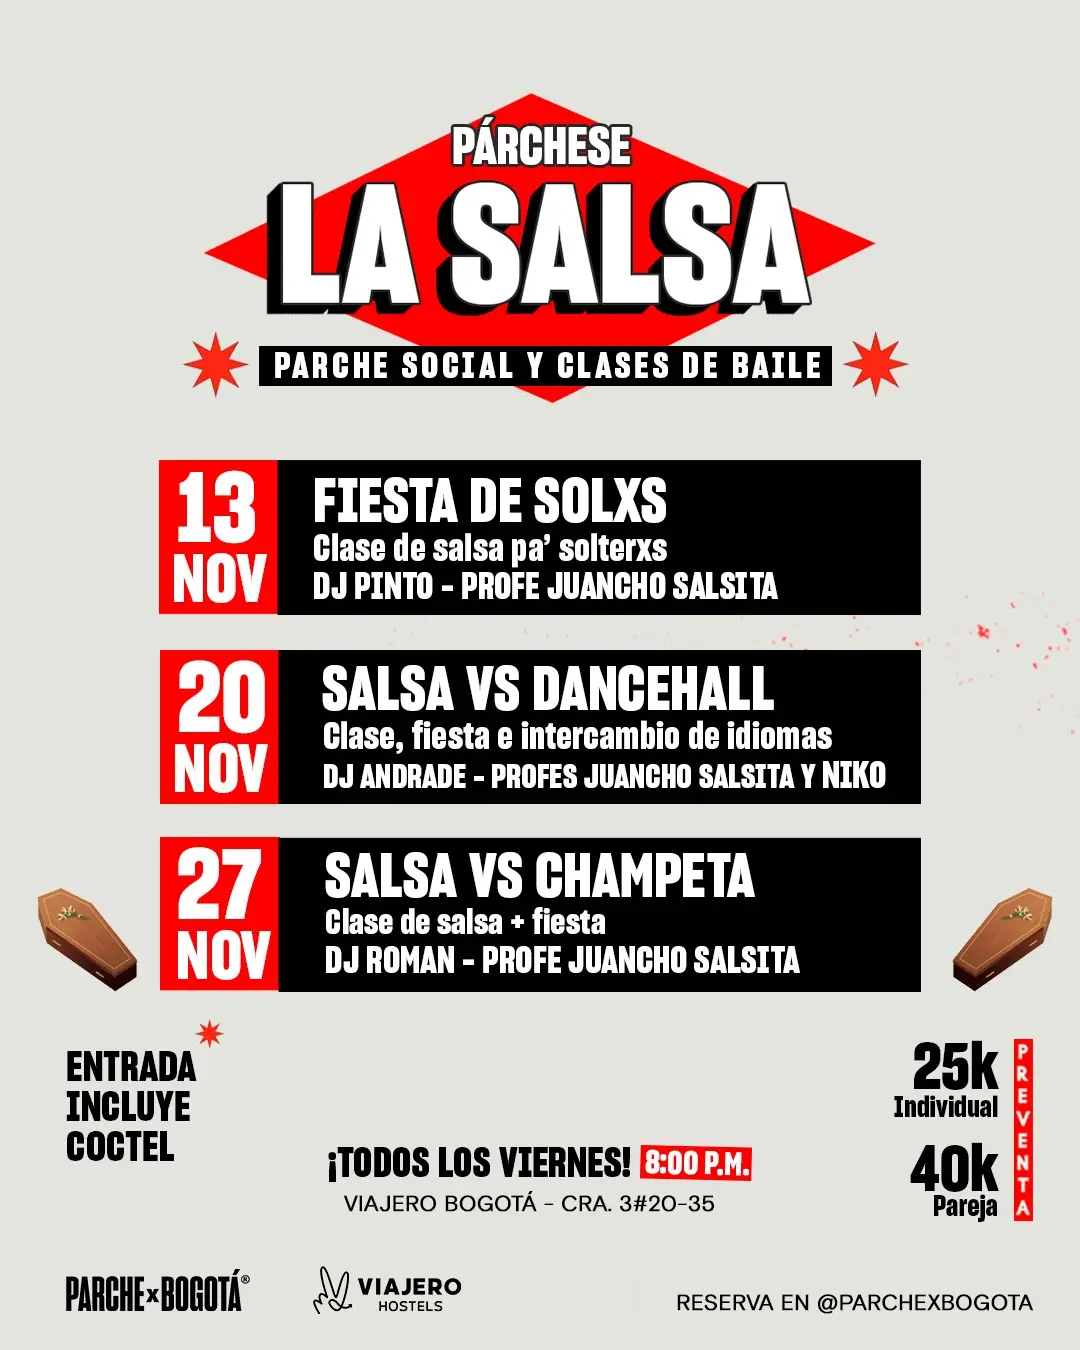 PÁRCHESE
LA SALSA
PARCHE SOCIAL Y CLASES DE BAILE
13
NOV
FIESTA DE SOLXS
Clase de salsa pa’ solterxs
DJ PINTO - PROFE JUANCHO SALSITA
20
NOV
SALSA VS DANCEHALL
Clase, fiesta e intercambio de idiomas
DJ ANDRADE - PROFES JUANCHO SALSITA Y NIKO
27
NOV
SALSA VS CHAMPETA
Clase de salsa + fiesta
DJ ROMAN - PROFE JUANCHO SALSITA
ENTRADA
INCLUYE
COCTEL
25k
Individual
40k
Pareja
PREVENTA
¡TODOS LOS VIERNES! 8:00 P.M.
VIAJERO BOGOTÁ - CRA. 3#20-35
PARCHExBOGOTÁ®
VIAJERO
HOSTELS
RESERVA EN @PARCHEXBOGOTA